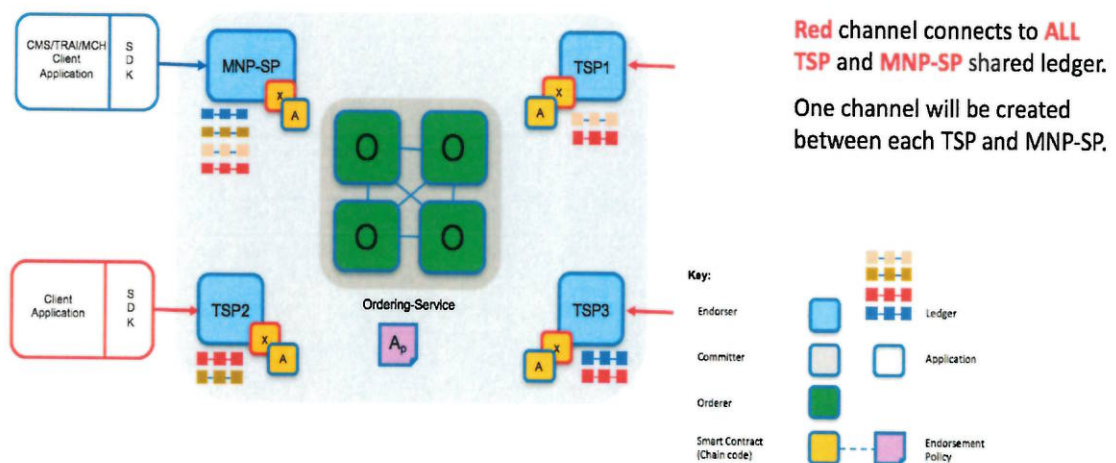 CMS/TRAI/MCH
Client
Application
S
D
K
MNP-SP
X
A
TSP1
X
A
O
O
O
O
Ordering-Service
Ap
Client
Application
S
D
K
TSP2
X
A
TSP3
X
A
Red channel connects to ALL
TSP and MNP-SP shared ledger.
One channel will be created
between each TSP and MNP-SP.
Key:
Endorser
Ledger
Committer
Application
Orderer
Smart Contract
(Chain code)
Endorsement
Policy